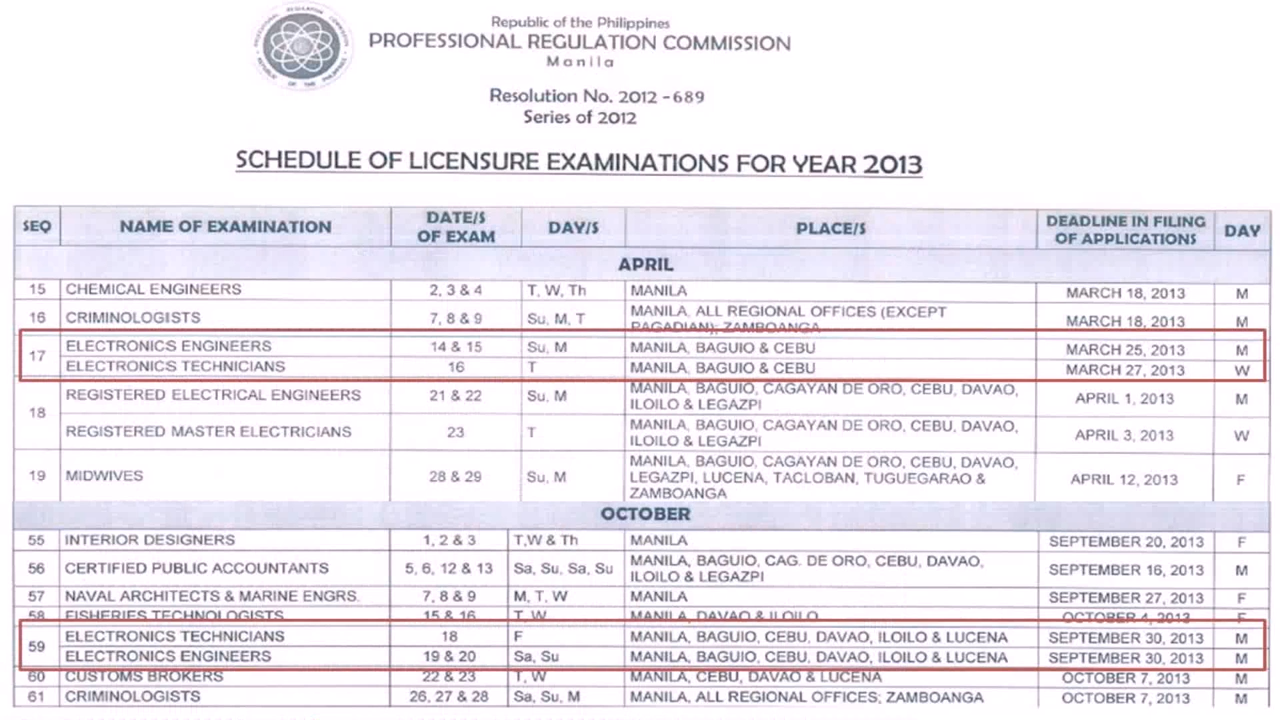 PROFESSIONAL REGULATION COMMISSION
REPUBLIC OF THE PHILIPPINES
Republic of the Philippines
PROFESSIONAL REGULATION COMMISSION
Manila
Resolution No. 2012 -689
Series of 2012
SCHEDULE OF LICENSURE EXAMINATIONS FOR YEAR 2013
SEQ NAME OF EXAMINATION DATE/S OF EXAM DAY/S PLACE/S DEADLINE IN FILING OF APPLICATIONS DAY
APRIL
15 CHEMICAL ENGINEERS 2, 3 & 4 T, W, Th MANILA MARCH 18, 2013 M
16 CRIMINOLOGISTS 7, 8 & 9 Su, M, T MANILA, ALL REGIONAL OFFICES (EXCEPT PAGADIAN); ZAMBOANGA MARCH 18, 2013 M
17 ELECTRONICS ENGINEERS 14 & 15 Su, M MANILA, BAGUIO & CEBU MARCH 25, 2013 M
ELECTRONICS TECHNICIANS 16 T MANILA, BAGUIO & CEBU MARCH 27, 2013 W
18 REGISTERED ELECTRICAL ENGINEERS 21 & 22 Su, M MANILA, BAGUIO, CAGAYAN DE ORO, CEBU, DAVAO, ILOILO & LEGAZPI APRIL 1, 2013 M
REGISTERED MASTER ELECTRICIANS 23 T MANILA, BAGUIO, CAGAYAN DE ORO, CEBU, DAVAO, ILOILO & LEGAZPI APRIL 3, 2013 W
19 MIDWIVES 28 & 29 Su, M MANILA, BAGUIO, CAGAYAN DE ORO, CEBU, DAVAO, LEGAZPI, LUCENA, TACLOBAN, TUGUEGARAO & ZAMBOANGA APRIL 12, 2013 F
OCTOBER
55 INTERIOR DESIGNERS 1, 2 & 3 T,W & Th MANILA SEPTEMBER 20, 2013 F
56 CERTIFIED PUBLIC ACCOUNTANTS 5, 6, 12 & 13 Sa, Su, Sa, Su MANILA, BAGUIO, CAG. DE ORO, CEBU, DAVAO, ILOILO & LEGAZPI SEPTEMBER 16, 2013 M
57 NAVAL ARCHITECTS & MARINE ENGRS. 7, 8 & 9 M, T, W MANILA SEPTEMBER 27, 2013 F
58 FISHERIES TECHNOLOGISTS 15 & 16 T, W MANILA, DAVAO & ILOILO OCTOBER 4, 2013 F
59 ELECTRONICS TECHNICIANS 18 F MANILA, BAGUIO, CEBU, DAVAO, ILOILO & LUCENA SEPTEMBER 30, 2013 M
ELECTRONICS ENGINEERS 19 & 20 Sa, Su MANILA, BAGUIO, CEBU, DAVAO, ILOILO & LUCENA SEPTEMBER 30, 2013 M
60 CUSTOMS BROKERS 22 & 23 T, W MANILA, CEBU, DAVAO & LUCENA OCTOBER 7, 2013 M
61 CRIMINOLOGISTS 26, 27 & 28 Sa, Su, M MANILA, ALL REGIONAL OFFICES; ZAMBOANGA OCTOBER 7, 2013 M